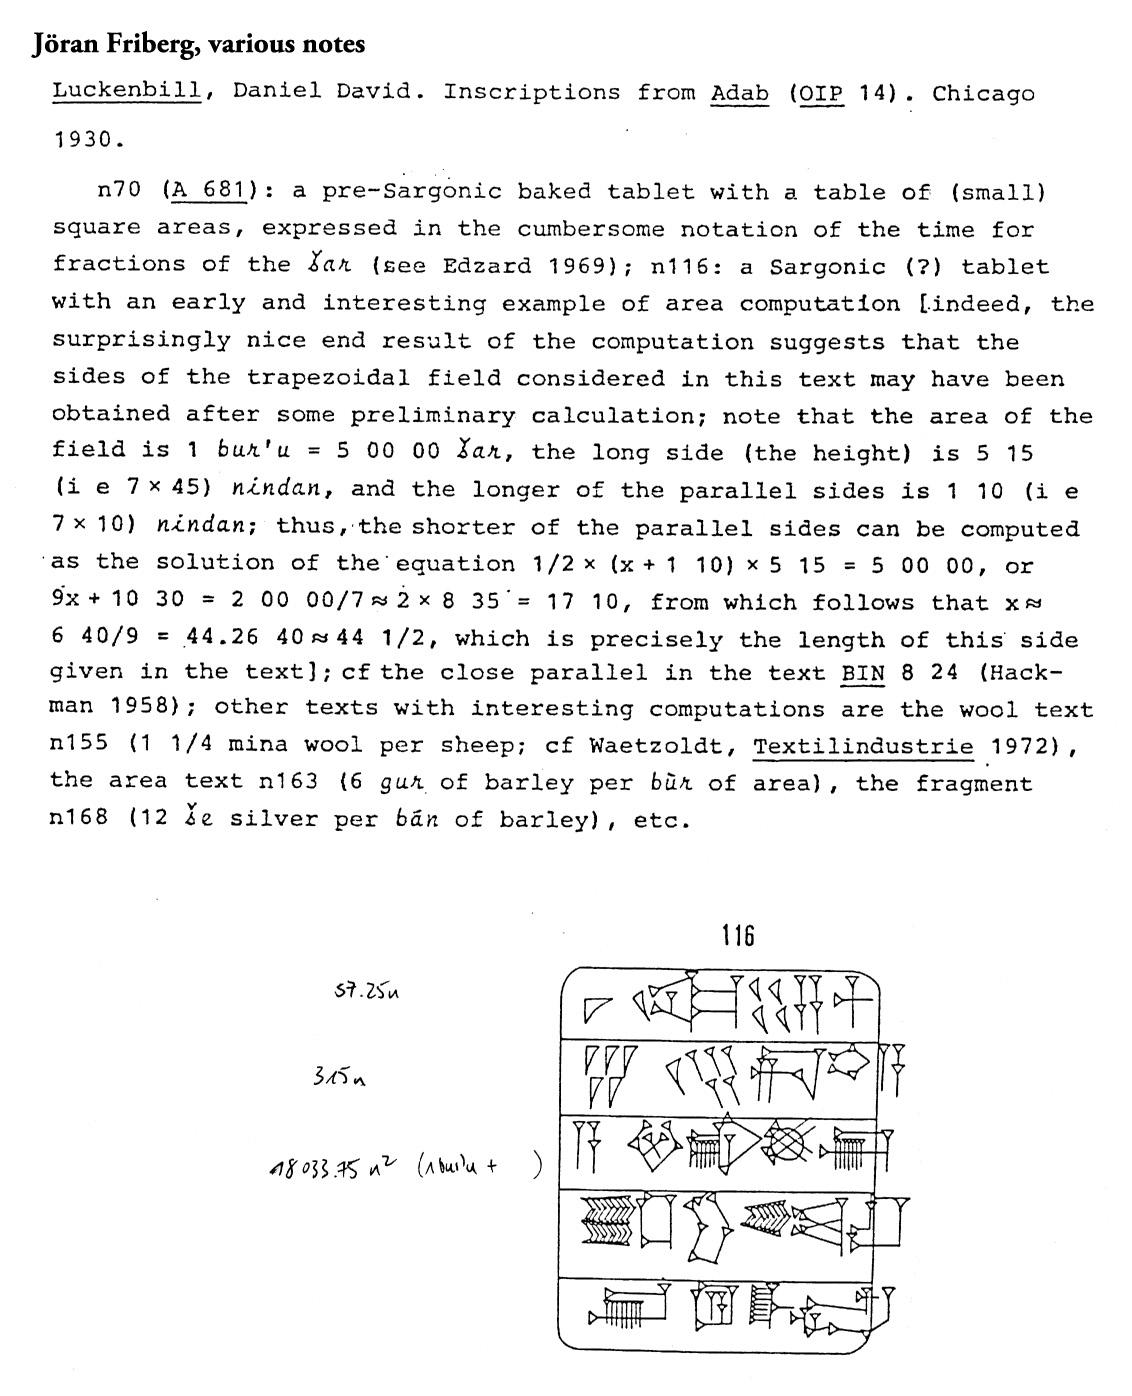 Jöran Friberg, various notes
Luckenbill, Daniel David. Inscriptions from Adab (OIP 14). Chicago
1930.
n70 (A 681): a pre-Sargonic baked tablet with a table of (small)
square areas, expressed in the cumbersome notation of the time for
fractions of the šar (see Edzard 1969); n116: a Sargonic (?) tablet
with an early and interesting example of area computation [indeed, the
surprisingly nice end result of the computation suggests that the
sides of the trapezoidal field considered in this text may have been
obtained after some preliminary calculation; note that the area of the
field is 1 bur'u = 5 00 00 šar, the long side (the height) is 5 15
(i e 7 × 45) nindan, and the longer of the parallel sides is 1 10 (i e
7 × 10) nindan; thus, the shorter of the parallel sides can be computed
as the solution of the equation 1/2 × (x + 1 10) × 5 15 = 5 00 00, or
9x + 10 30 = 2 00 00/7 ≈ 2 × 8 35 = 17 10, from which follows that x ≈
6 40/9 = 44.26 40 ≈ 44 1/2, which is precisely the length of this side
given in the text]; cf the close parallel in the text BIN 8 24 (Hack-
man 1958); other texts with interesting computations are the wool text
n155 (1 1/4 mina wool per sheep; cf Waetzoldt, Textilindustrie 1972),
the area text n163 (6 gur of barley per bùr of area), the fragment
n168 (12 še silver per bán of barley), etc.
116
57.25n
315n
18 033.75 n² (1 bur'u + )